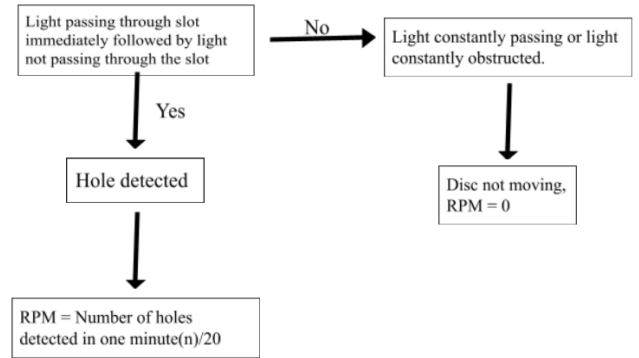 Light passing through slot
immediately followed by light
not passing through the slot
No
Light constantly passing or light
constantly obstructed.
Yes
Hole detected
Disc not moving,
RPM = 0
RPM = Number of holes
detected in one minute(n)/20